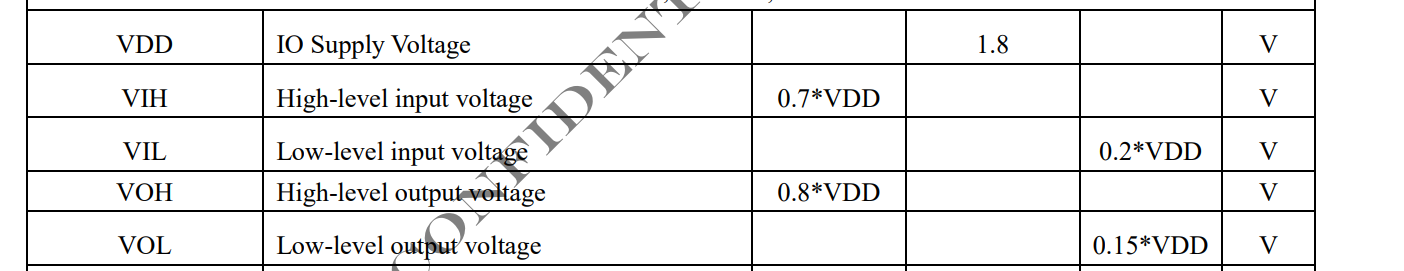 VDD IO Supply Voltage 1.8 V
VIH High-level input voltage 0.7*VDD V
VIL Low-level input voltage 0.2*VDD V
VOH High-level output voltage 0.8*VDD V
VOL Low-level output voltage 0.15*VDD V
CONFIDENT